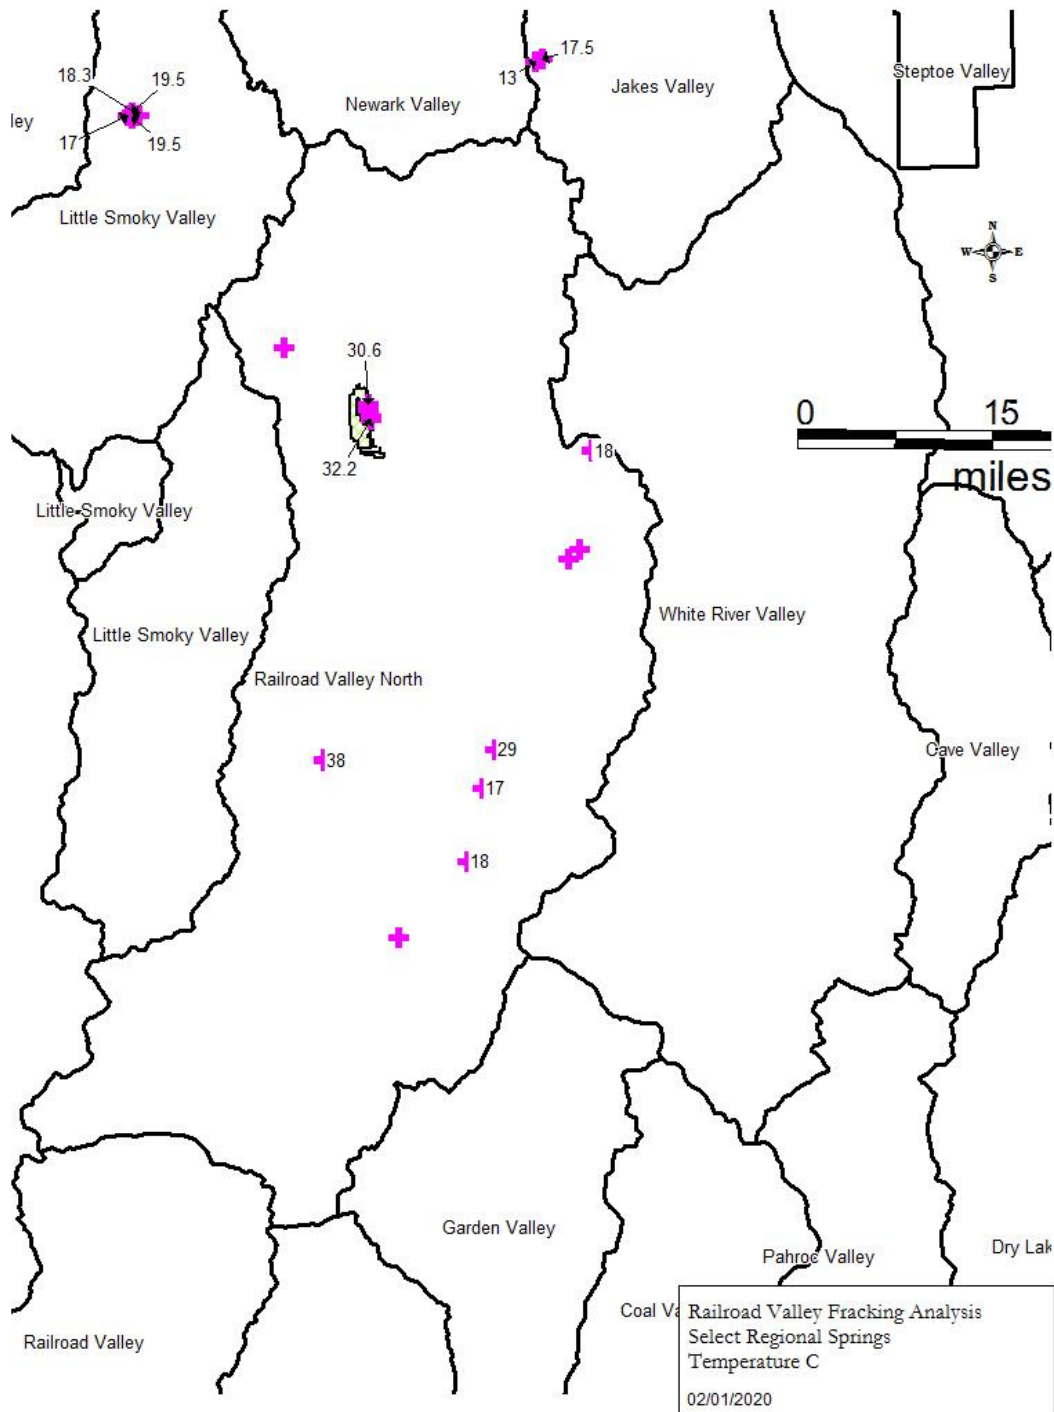 17.5
13
18.3
19.5
17
19.5
Newark Valley
Jakes Valley
Steptoe Valley
ley
Little Smoky Valley
N
W E
S
30.6
32.2
0 15
miles
18
Little Smoky Valley
White River Valley
Little Smoky Valley
Railroad Valley North
29
Cave Valley
38
17
18
Garden Valley
Pahroc Valley
Dry Lak
Coal Va
Railroad Valley
Railroad Valley Fracking Analysis
Select Regional Springs
Temperature C
02/01/2020